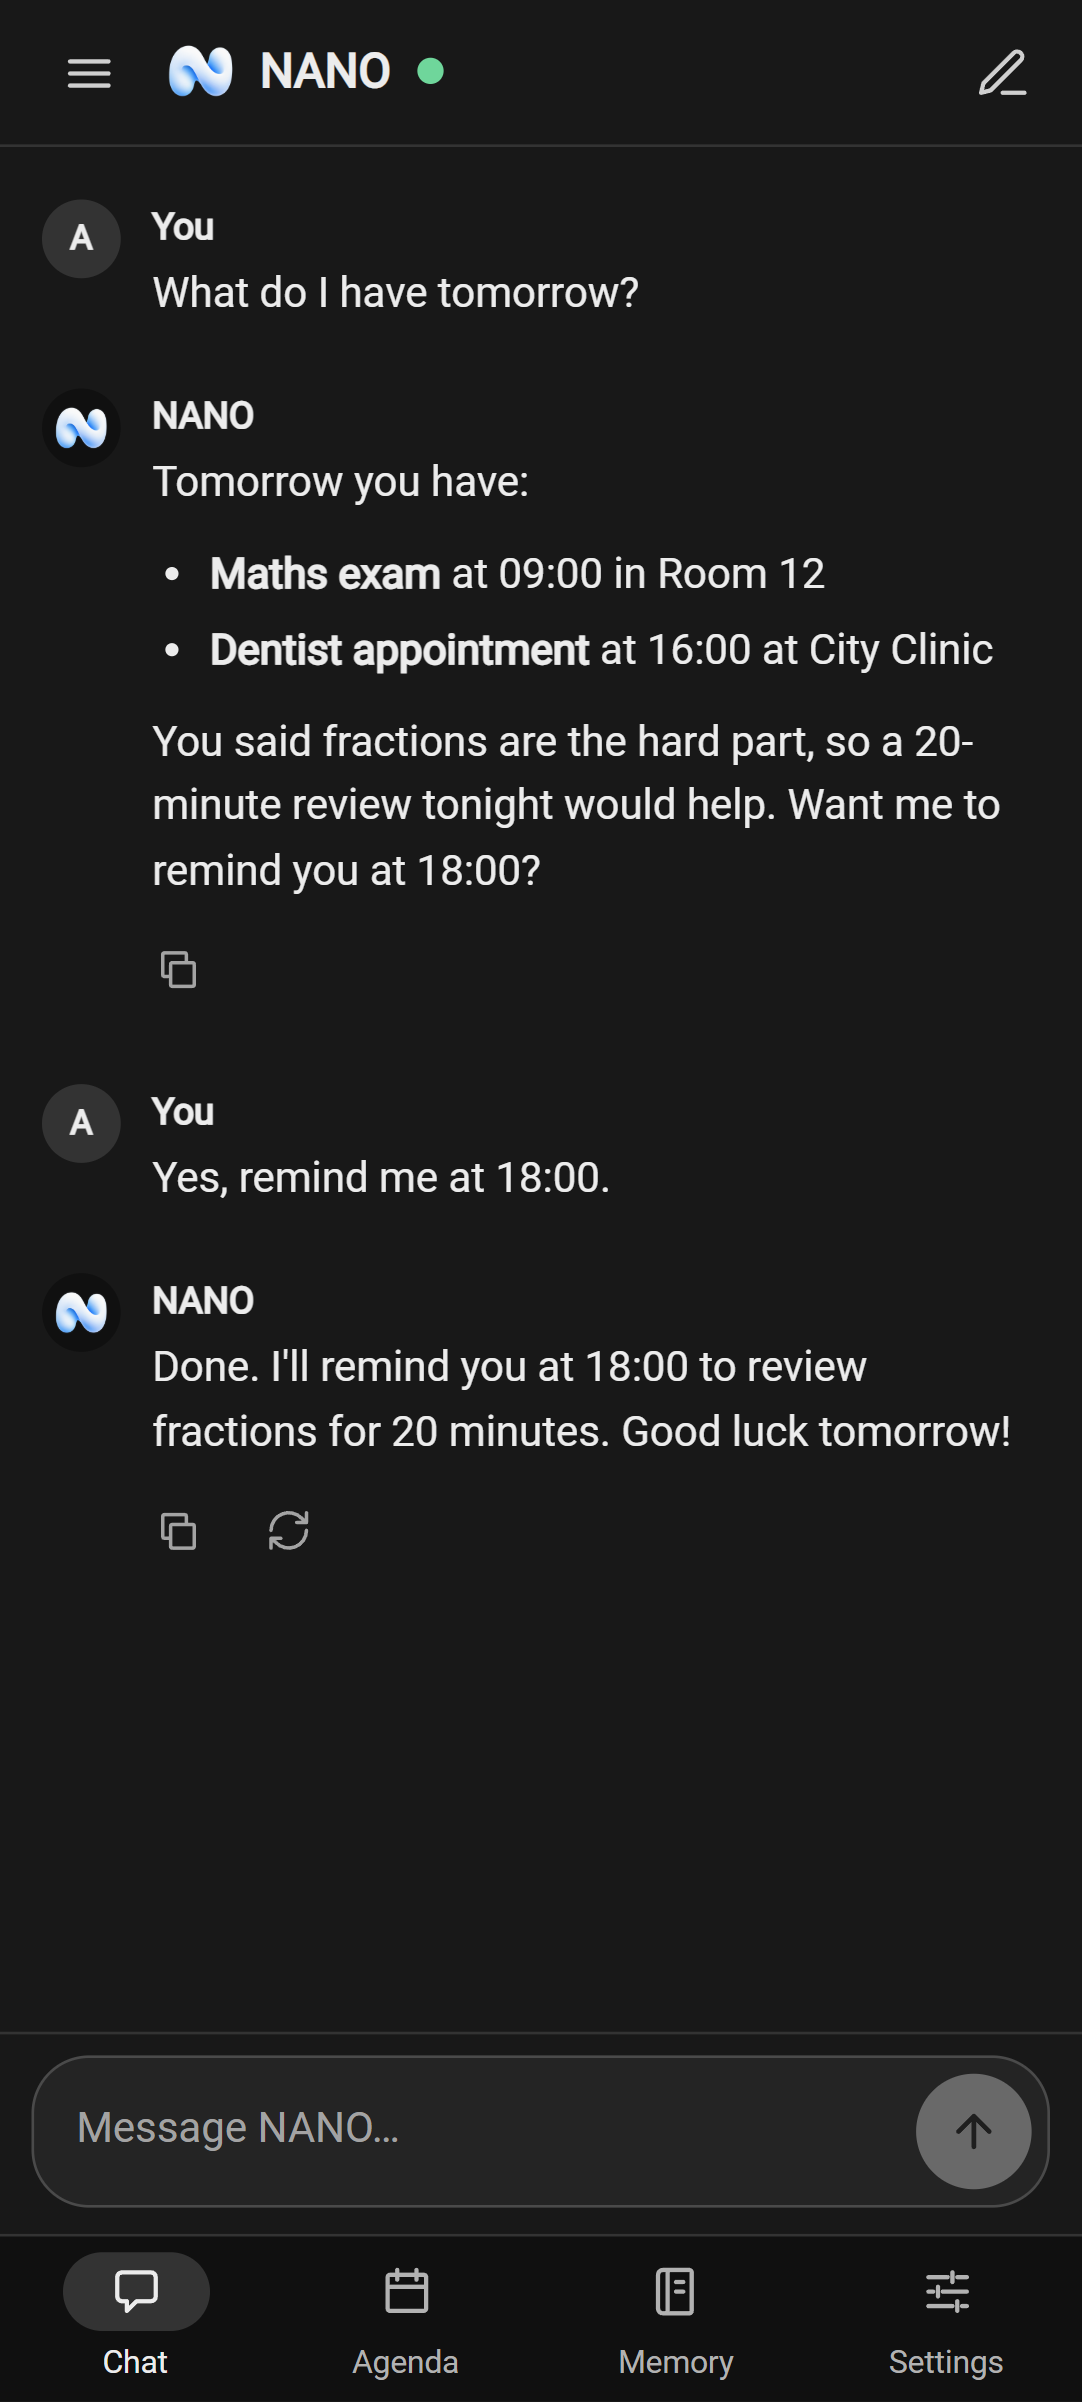 NANO
A
You
What do I have tomorrow?
NANO
Tomorrow you have:
• Maths exam at 09:00 in Room 12
• Dentist appointment at 16:00 at City Clinic
You said fractions are the hard part, so a 20-
minute review tonight would help. Want me to
remind you at 18:00?
A
You
Yes, remind me at 18:00.
NANO
Done. I'll remind you at 18:00 to review
fractions for 20 minutes. Good luck tomorrow!
Message NANO…
Chat Agenda Memory Settings